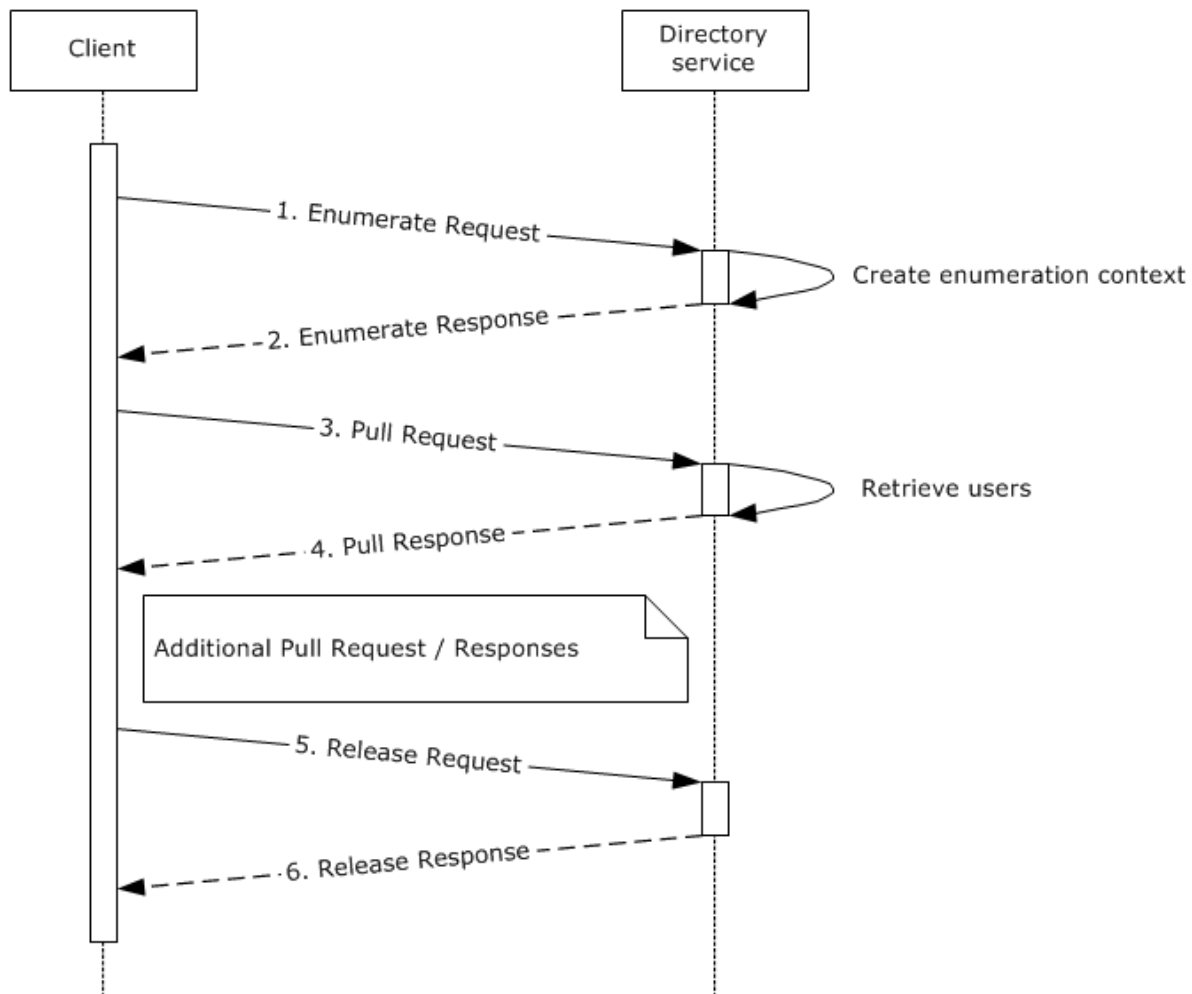 Client
Directory
service
1. Enumerate Request
Create enumeration context
2. Enumerate Response
3. Pull Request
Retrieve users
4. Pull Response
Additional Pull Request / Responses
5. Release Request
6. Release Response